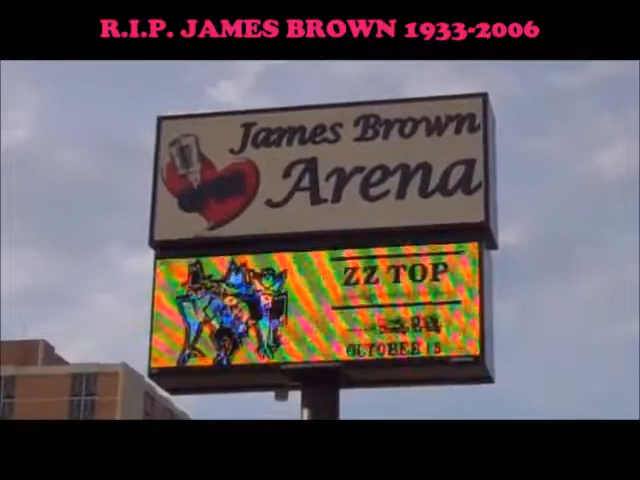 R.I.P. JAMES BROWN 1933-2006
James Brown
Arena
ZZ TOP
OCTOBER 15